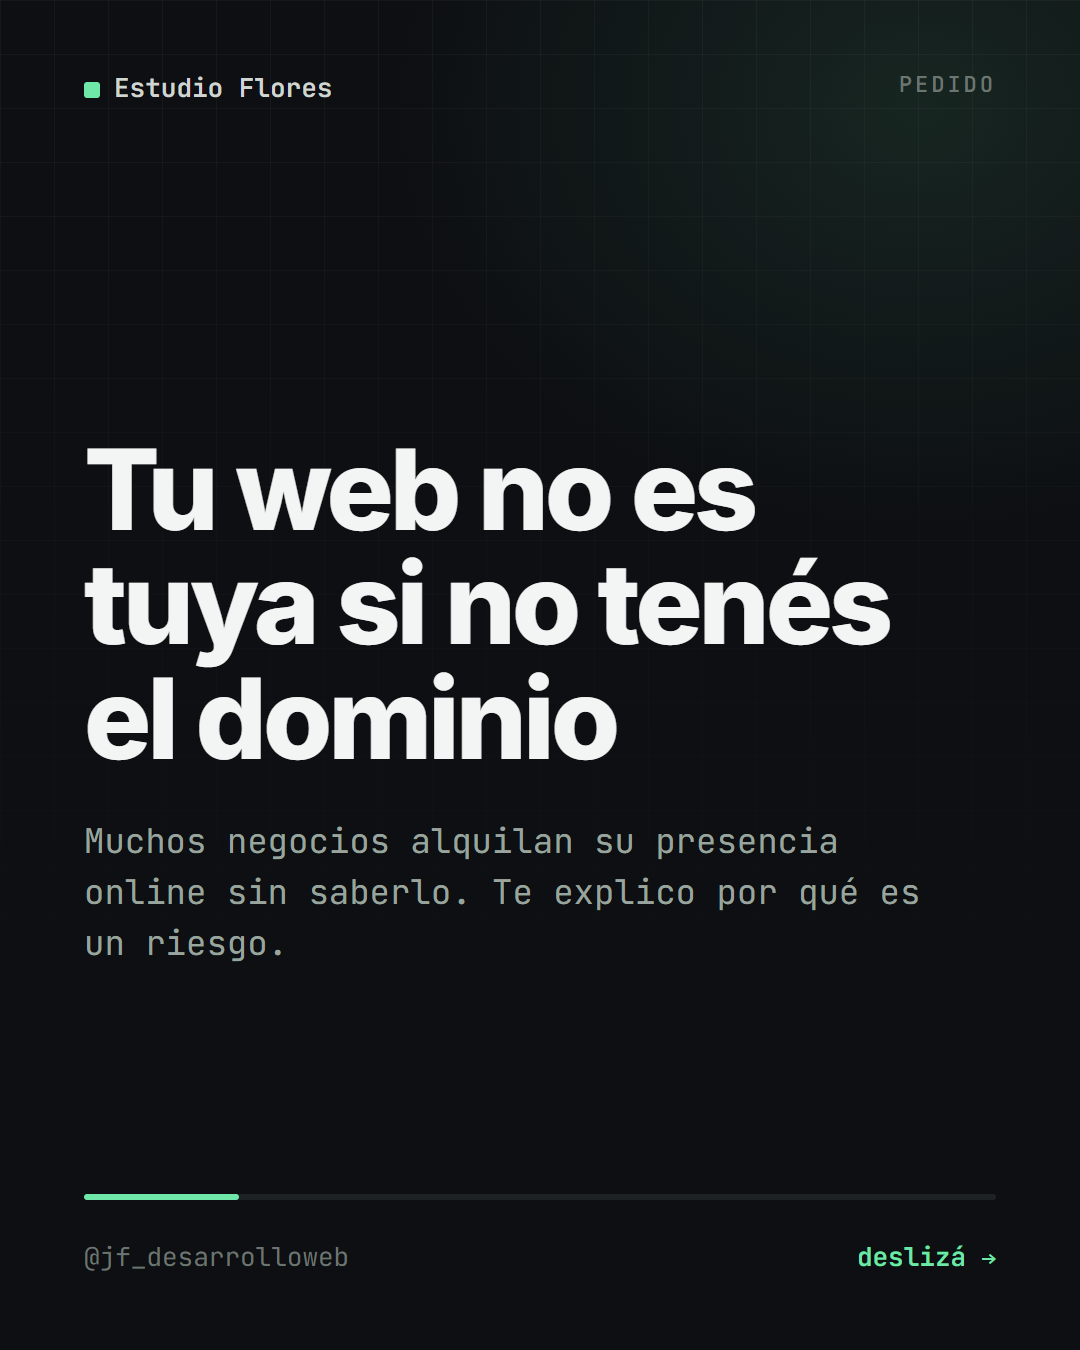 Estudio Flores
PEDIDO
Tu web no es
tuya si no tenés
el dominio
Muchos negocios alquilan su presencia
online sin saberlo. Te explico por qué es
un riesgo.
@jf_desarrolloweb
deslizá →